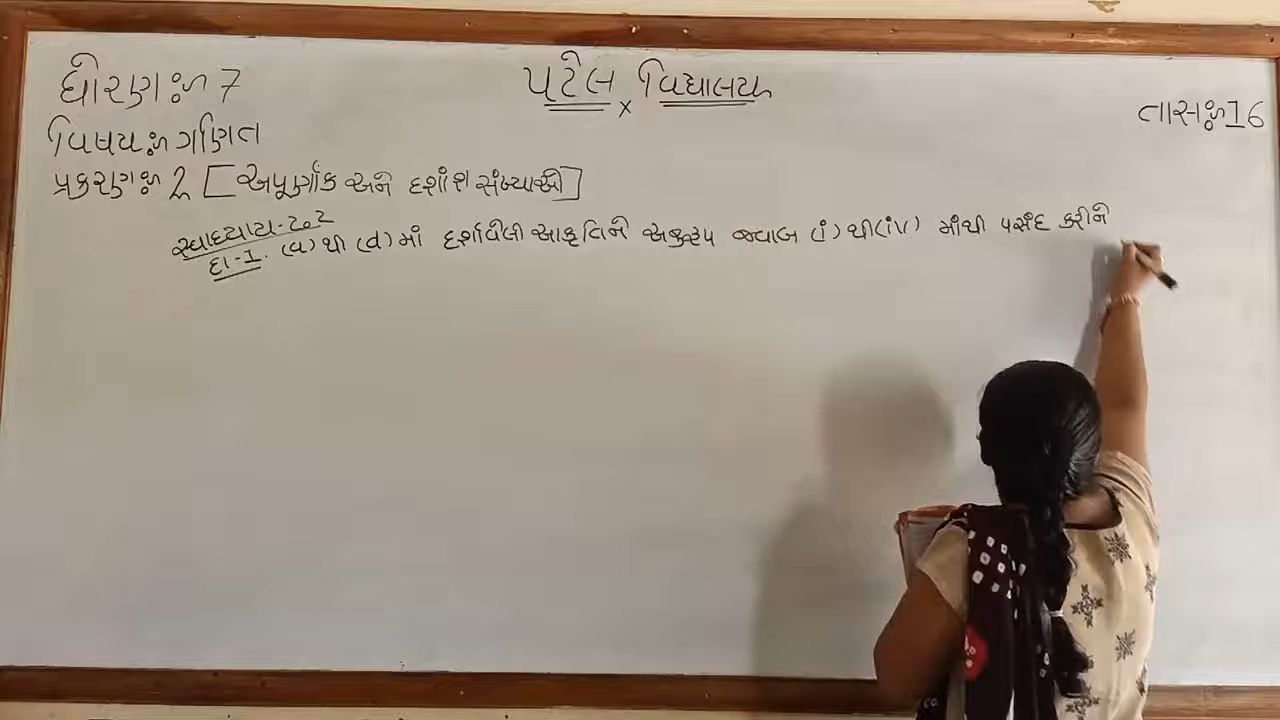 પટેલ x વિદ્યાલય
ધોરણઃ 7
તાસઃ 16
વિષયઃ ગણિત
પ્રકરણઃ 2 [અપૂર્ણાંક અને દશાંશ સંખ્યાઓ]
સ્વાધ્યાય-2.2
દા-1. (a) થી (d) માં દર્શાવેલી આકૃતિને અનુરૂપ જવાબ (i) થી (iv) માંથી પસંદ કરીને